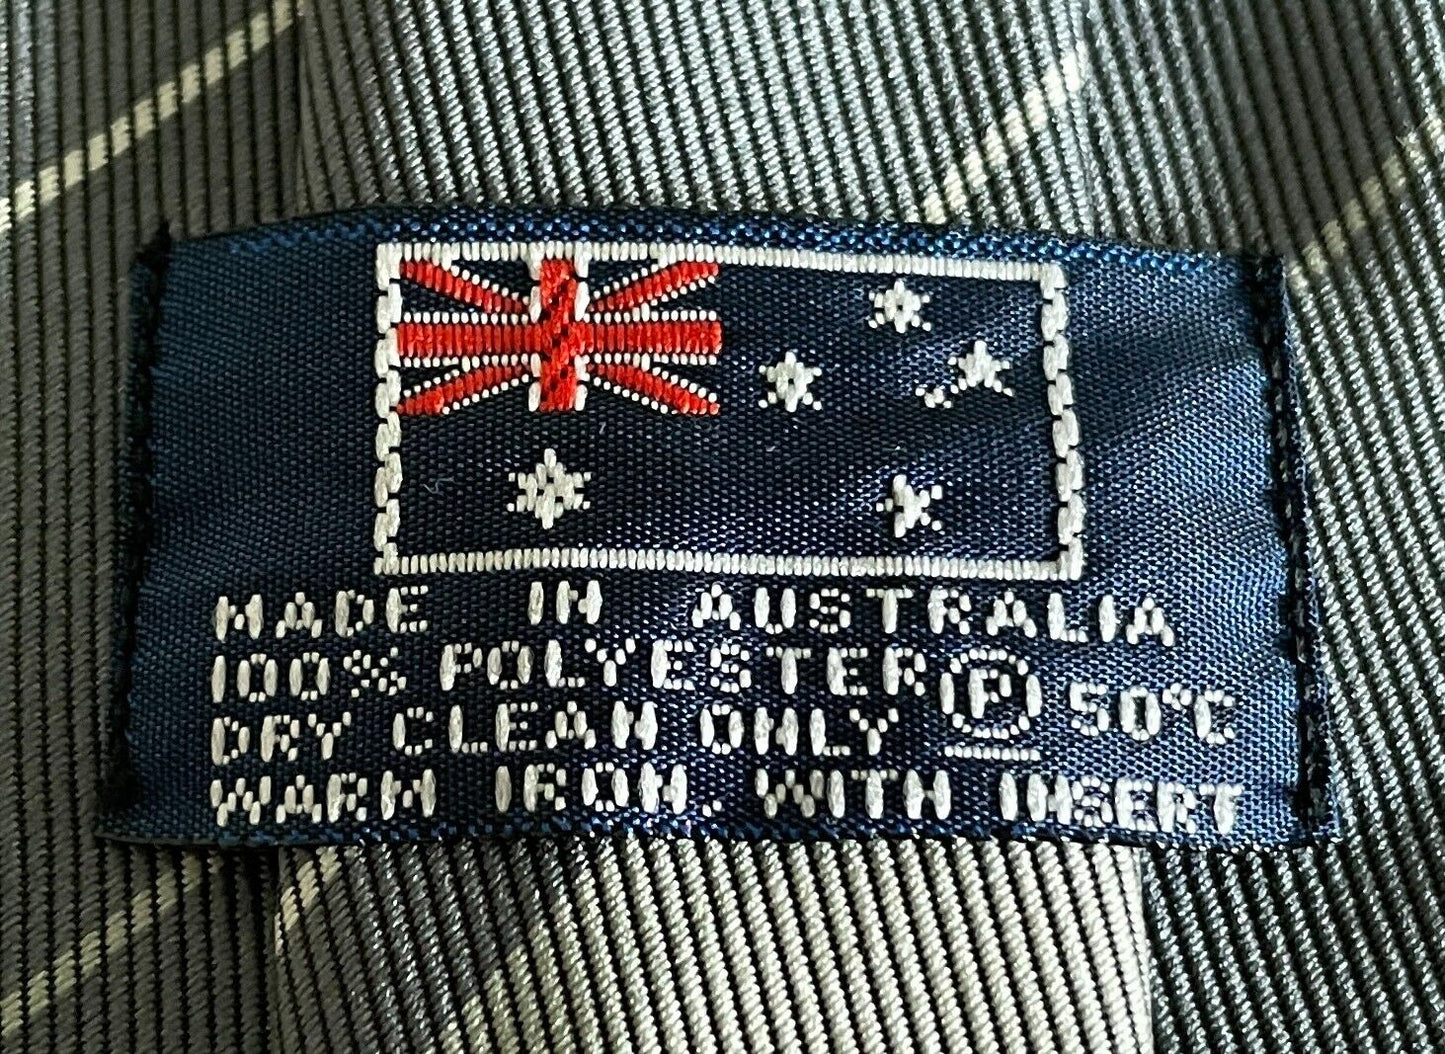 MADE IN AUSTRALIA
100% POLYESTER Ⓟ 50°C
DRY CLEAN ONLY
WARM IRON. WITH INSERT